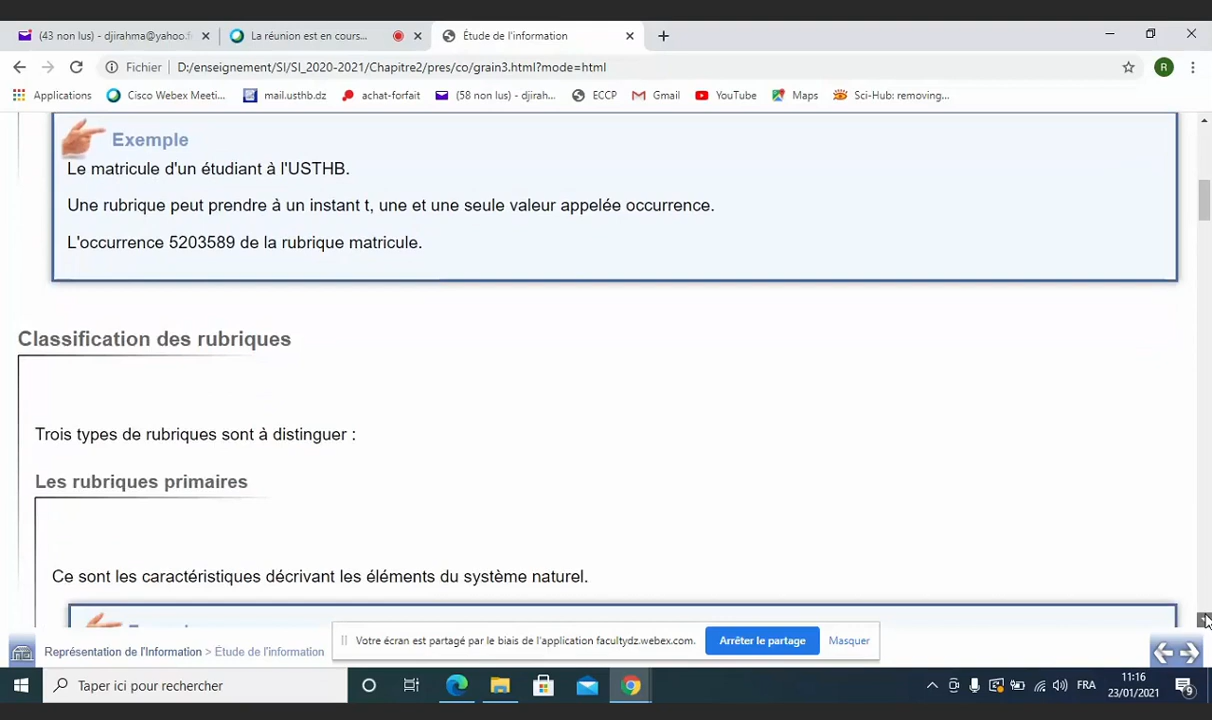 (43 non lus) - djirahma@yahoo.f
La réunion est en cours...
Étude de l'information
Fichier
D:/enseignement/SI/SI_2020-2021/Chapitre2/pres/co/grain3.html?mode=html
R
Applications
Cisco Webex Meeti...
mail.usthb.dz
achat-forfait
(58 non lus) - djirah...
ECCP
Gmail
YouTube
Maps
Sci-Hub: removing...
Exemple
Le matricule d'un étudiant à l'USTHB.
Une rubrique peut prendre à un instant t, une et une seule valeur appelée occurrence.
L'occurrence 5203589 de la rubrique matricule.
Classification des rubriques
Trois types de rubriques sont à distinguer :
Les rubriques primaires
Ce sont les caractéristiques décrivant les éléments du système naturel.
Votre écran est partagé par le biais de l'application facultydz.webex.com.
Arrêter le partage
Masquer
Représentation de l'Information > Étude de l'information
Taper ici pour rechercher
FRA
11:16
23/01/2021
9